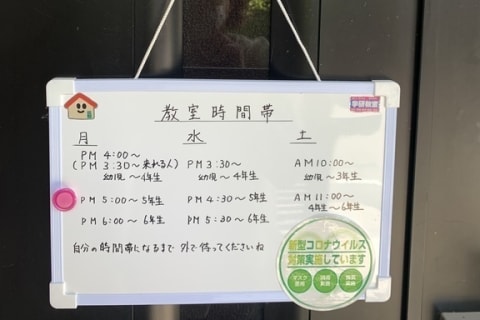 教室時間帯
学研教室
月 水 土
PM 4:00〜
(PM 3:30〜来れる人) PM 3:30〜 AM 10:00〜
幼児〜4年生 幼児〜4年生 幼児〜3年生
PM 5:00〜 5年生 PM 4:30〜 5年生 AM 11:00〜
4年生〜6年生
PM 6:00〜 6年生 PM 5:30〜 6年生
自分の時間帯になるまで 外で待ってくださいね
新型コロナウイルス
対策実施しています
マスク
着用